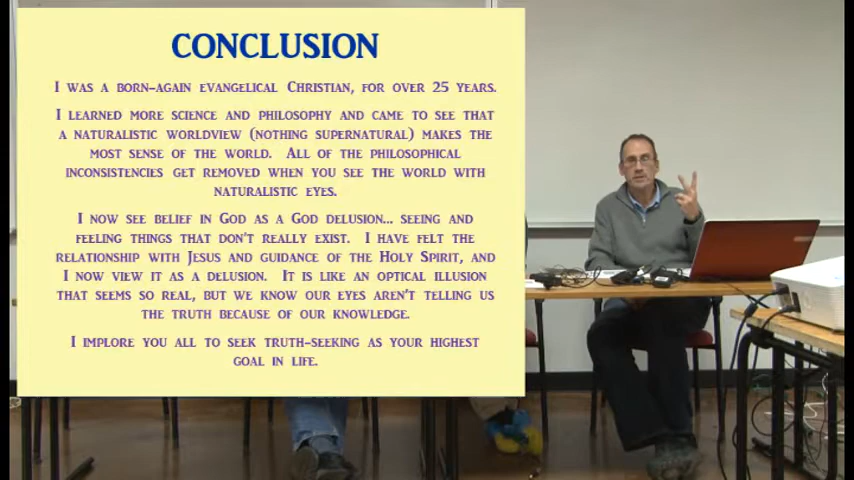 CONCLUSION
I was a born-again evangelical Christian, for over 25 years.
I learned more science and philosophy and came to see that
a naturalistic worldview (nothing supernatural) makes the
most sense of the world. All of the philosophical
inconsistencies get removed when you see the world with
naturalistic eyes.
I now see belief in God as a God delusion... seeing and
feeling things that don't really exist. I have felt the
relationship with Jesus and guidance of the Holy Spirit, and
I now view it as a delusion. It is like an optical illusion
that seems so real, but we know our eyes aren't telling us
the truth because of our knowledge.
I implore you all to seek truth-seeking as your highest
goal in life.